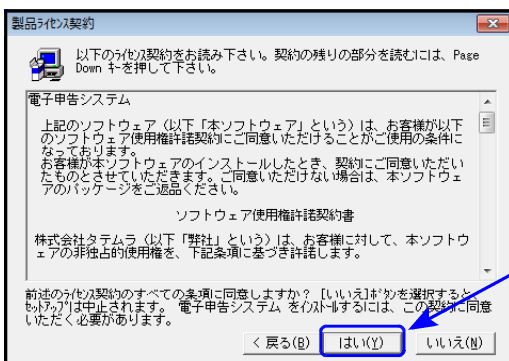 製品ﾗｲｾﾝｽ契約
以下のﾗｲｾﾝｽ契約をお読み下さい。契約の残りの部分を読むには、Page
Down ｷｰを押して下さい。
電子申告システム
上記のソフトウェア（以下「本ソフトウェア」という）は、お客様が以下
のソフトウェア使用権許諾契約にご同意いただけることがご使用の条件に
なっております。
お客様が本ソフトウェアのインストールしたとき、契約にご同意いただい
たものとさせていただきます。ご同意いただけない場合は、本ソフトウェ
アのパッケージをご返品ください。
ソフトウェア使用権許諾契約書
株式会社タテムラ（以下「弊社」という）は、お客様に対して、本ソフトウ
ェアの非独占的使用権を、下記条項に基づき許諾します。
前述のﾗｲｾﾝｽ契約のすべての条項に同意しますか？ [いいえ]ﾎﾞﾀﾝを選択すると、
ｾｯﾄｱｯﾌﾟは中止されます。 電子申告システム をｲﾝｽﾄｰﾙするには、この契約に同意
いただく必要があります。
< 戻る(B)
はい(Y)
いいえ(N)